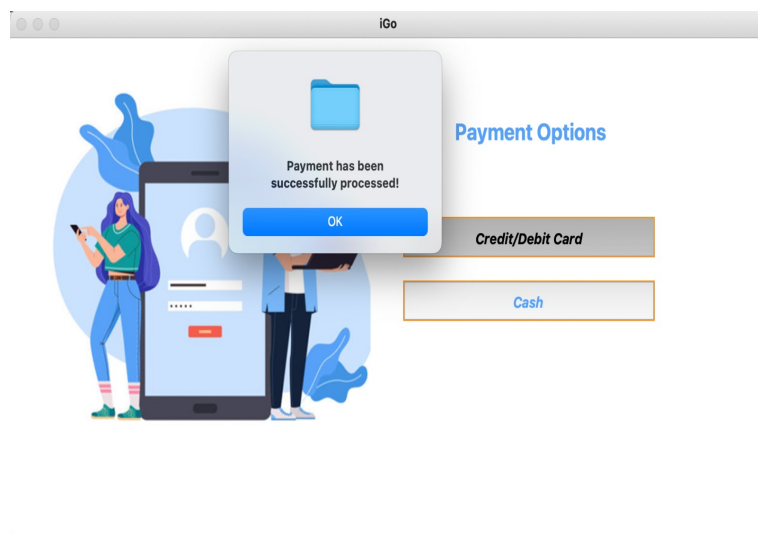 iGo
Payment has been
successfully processed!
OK
Payment Options
Credit/Debit Card
Cash